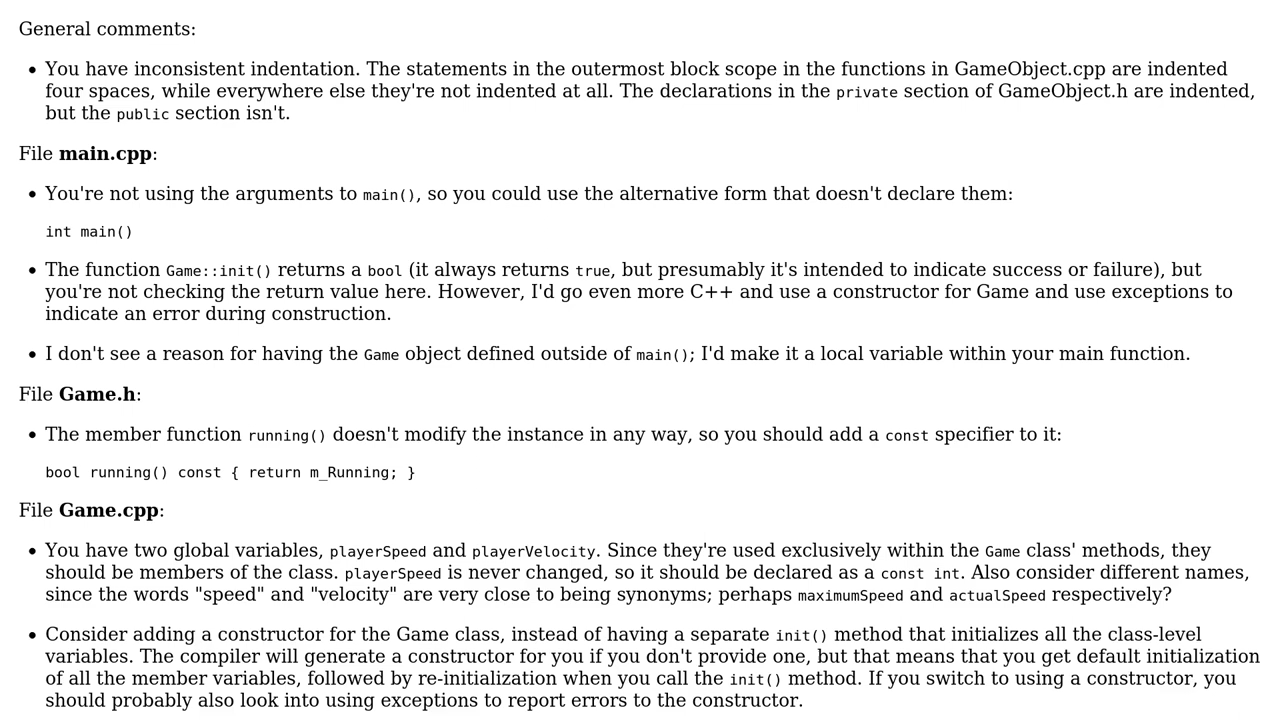 General comments:
• You have inconsistent indentation. The statements in the outermost block scope in the functions in GameObject.cpp are indented
four spaces, while everywhere else they're not indented at all. The declarations in the private section of GameObject.h are indented,
but the public section isn't.
File main.cpp:
• You're not using the arguments to main(), so you could use the alternative form that doesn't declare them:
int main()
• The function Game::init() returns a bool (it always returns true, but presumably it's intended to indicate success or failure), but
you're not checking the return value here. However, I'd go even more C++ and use a constructor for Game and use exceptions to
indicate an error during construction.
• I don't see a reason for having the Game object defined outside of main(); I'd make it a local variable within your main function.
File Game.h:
• The member function running() doesn't modify the instance in any way, so you should add a const specifier to it:
bool running() const { return m_Running; }
File Game.cpp:
• You have two global variables, playerSpeed and playerVelocity. Since they're used exclusively within the Game class' methods, they
should be members of the class. playerSpeed is never changed, so it should be declared as a const int. Also consider different names,
since the words "speed" and "velocity" are very close to being synonyms; perhaps maximumSpeed and actualSpeed respectively?
• Consider adding a constructor for the Game class, instead of having a separate init() method that initializes all the class-level
variables. The compiler will generate a constructor for you if you don't provide one, but that means that you get default initialization
of all the member variables, followed by re-initialization when you call the init() method. If you switch to using a constructor, you
should probably also look into using exceptions to report errors to the constructor.